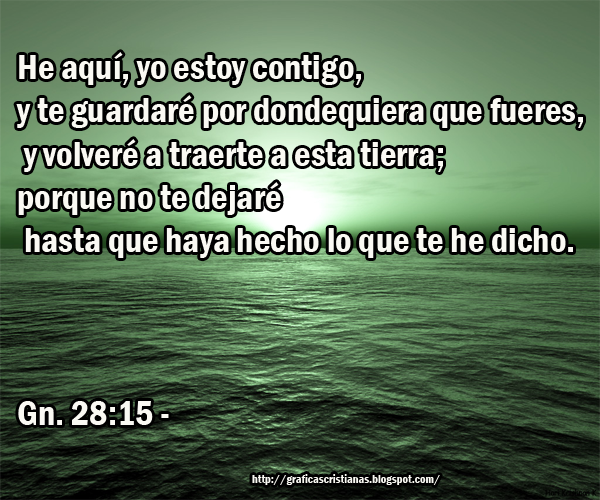 He aquí, yo estoy contigo,
y te guardaré por dondequiera que fueres,
y volveré a traerte a esta tierra;
porque no te dejaré
hasta que haya hecho lo que te he dicho.
Gn. 28:15 -
http://graficascristianas.blogspot.com/